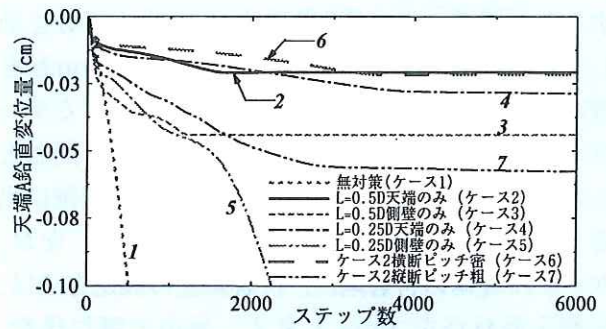 天端A鉛直変位量(cm)
0.00
-0.03
-0.05
-0.08
-0.10
0
2000
4000
6000
ステップ数
1
2
3
4
5
6
7
無対策(ケース1)
L=0.5D天端のみ (ケース2)
L=0.5D側壁のみ (ケース3)
L=0.25D天端のみ (ケース4)
L=0.25D側壁のみ (ケース5)
ケース2横断ピッチ密 (ケース6)
ケース2縦断ピッチ粗 (ケース7)